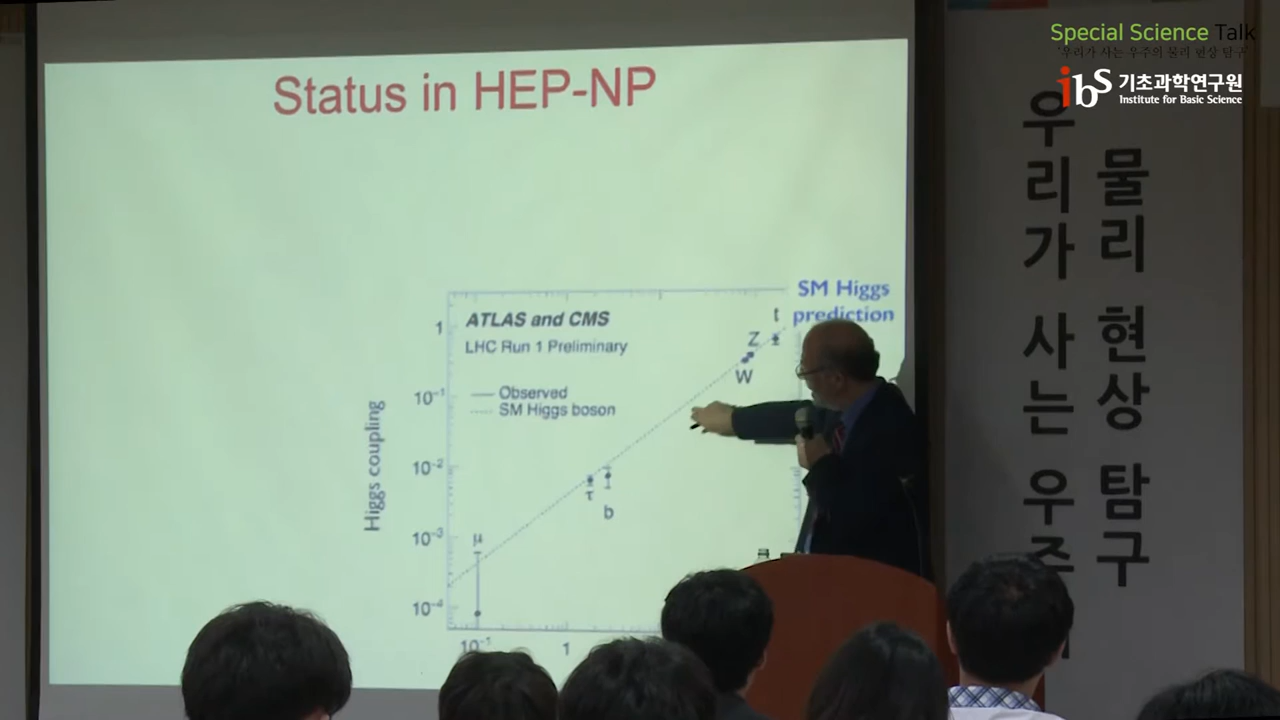 Special Science Talk
'우리가 사는 우주의 물리 현상 탐구'
ibs 기초과학연구원
Institute for Basic Science
Status in HEP-NP
SM Higgs
prediction
ATLAS and CMS
LHC Run 1 Preliminary
Observed
SM Higgs boson
Higgs coupling
1
10⁻¹
10⁻²
10⁻³
10⁻⁴
t
Z
W
τ
b
μ
10⁻¹
1
우리가 사는 우주
물리 현상 탐구